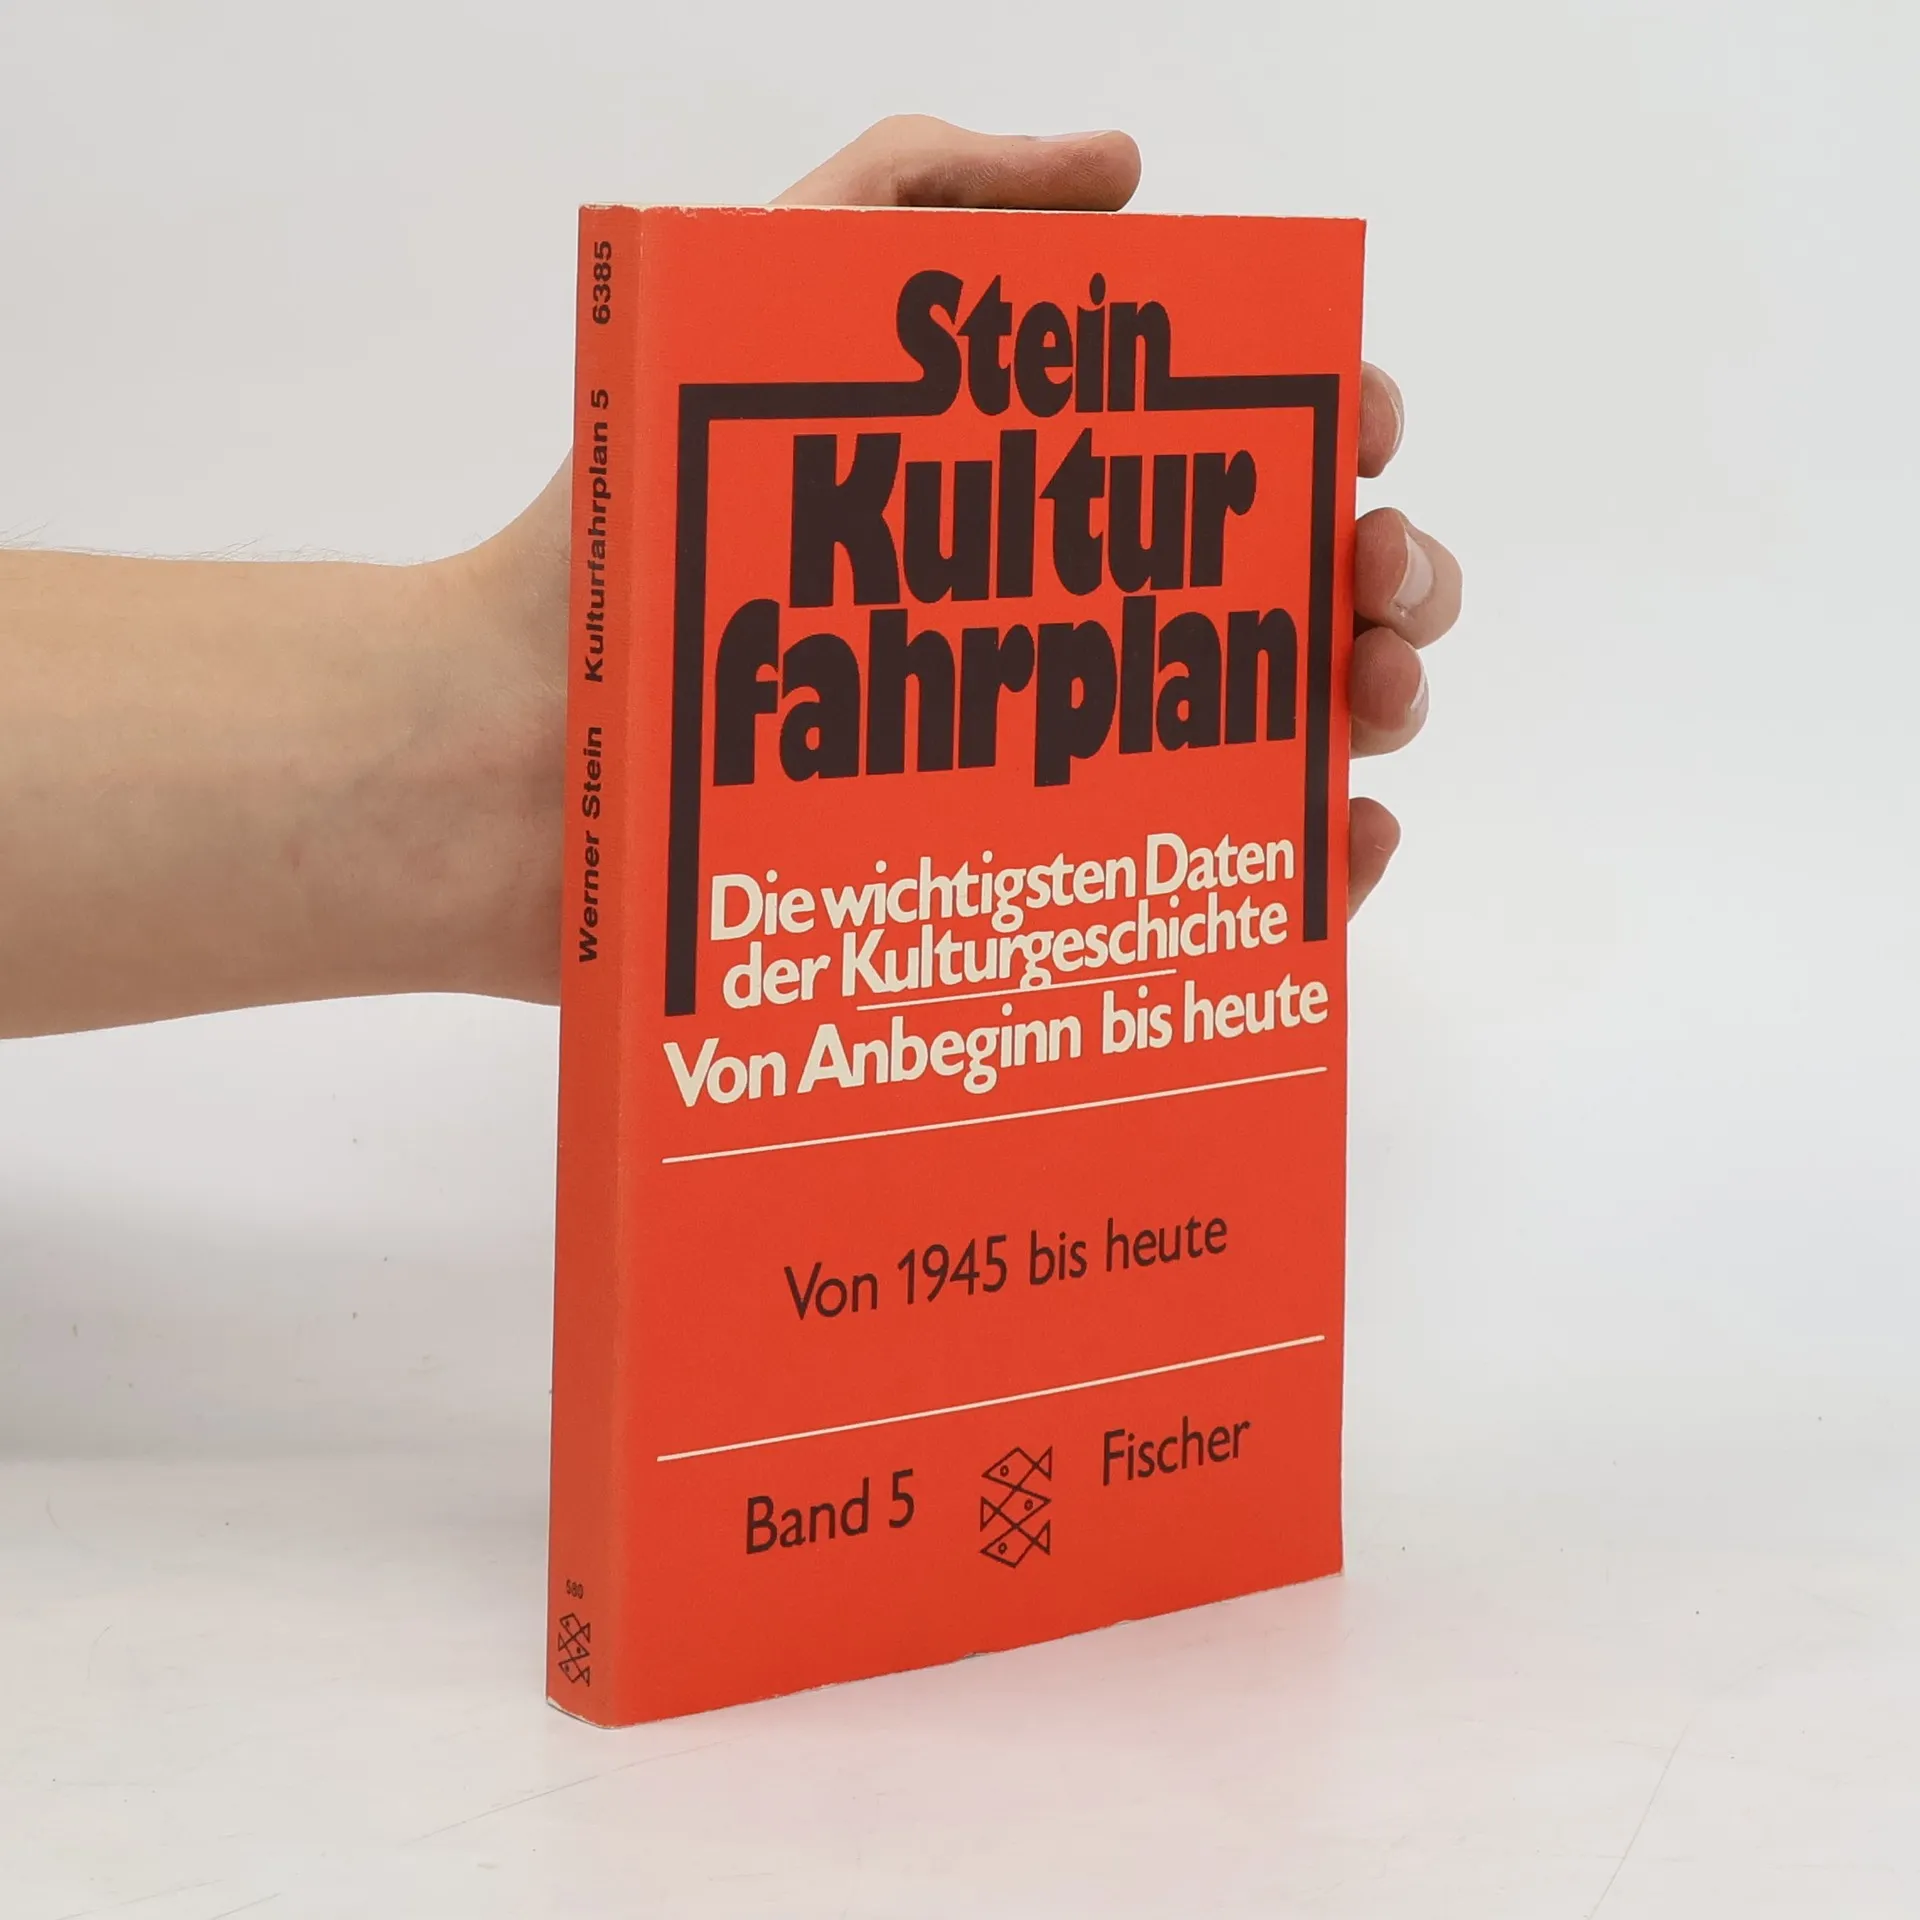 Stein
Kultur
fahrplan
Die wichtigsten Daten
der Kulturgeschichte
Von Anbeginn bis heute
Von 1945 bis heute
Band 5
Fischer
Werner Stein Kulturfahrplan 5 6385
580